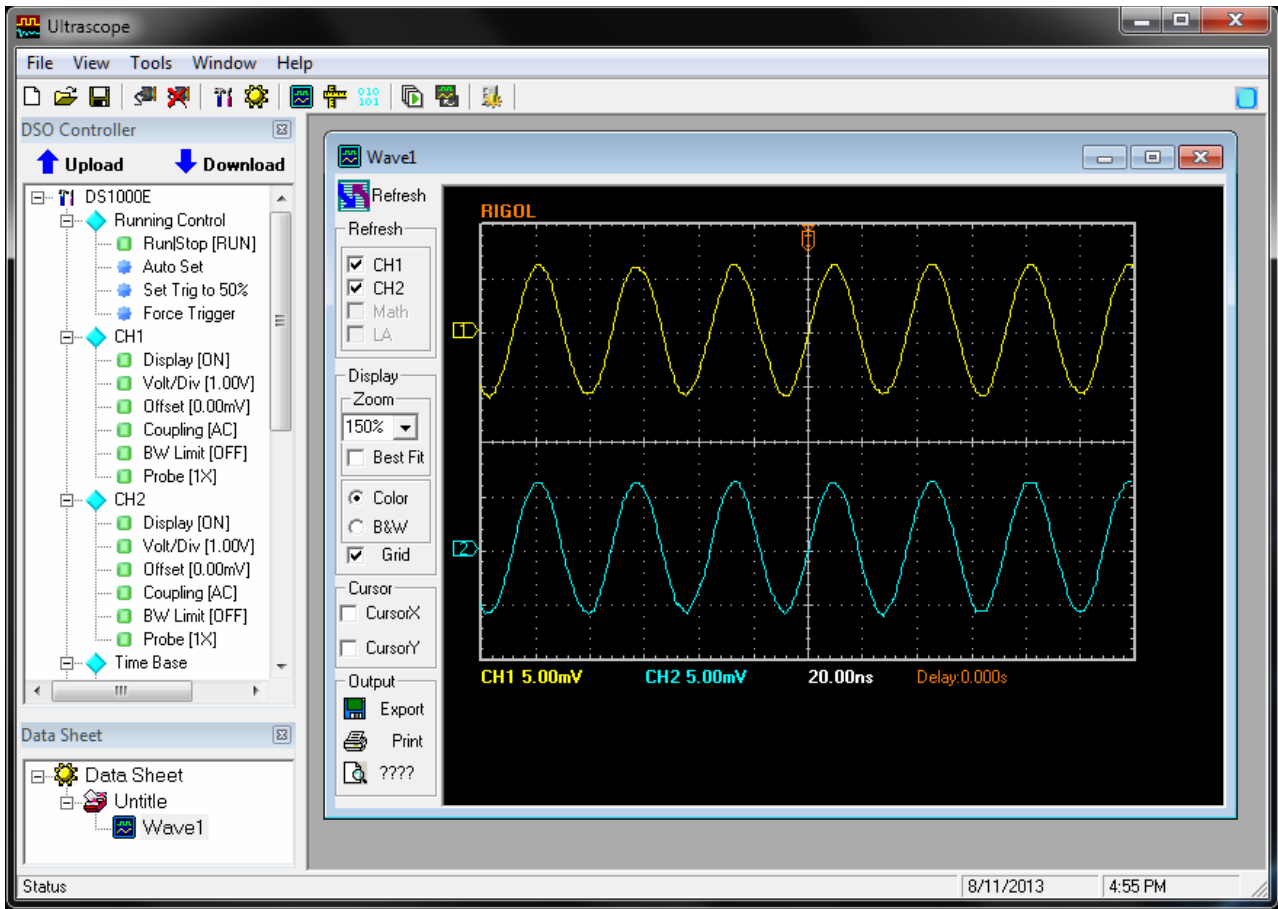 Ultrascope
File View Tools Window Help
DSO Controller
Upload Download
DS1000E
Running Control
Run|Stop [RUN]
Auto Set
Set Trig to 50%
Force Trigger
CH1
Display [ON]
Volt/Div [1.00V]
Offset [0.00mV]
Coupling [AC]
BW Limit [OFF]
Probe [1X]
CH2
Display [ON]
Volt/Div [1.00V]
Offset [0.00mV]
Coupling [AC]
BW Limit [OFF]
Probe [1X]
Time Base
Data Sheet
Data Sheet
Untitle
Wave1
Wave1
Refresh
Refresh
CH1
CH2
Math
LA
Display
Zoom
150%
Best Fit
Color
B&W
Grid
Cursor
CursorX
CursorY
Output
Export
Print
????
RIGOL
T
1
2
CH1 5.00mV CH2 5.00mV 20.00ns Delay:0.000s
Status 8/11/2013 4:55 PM